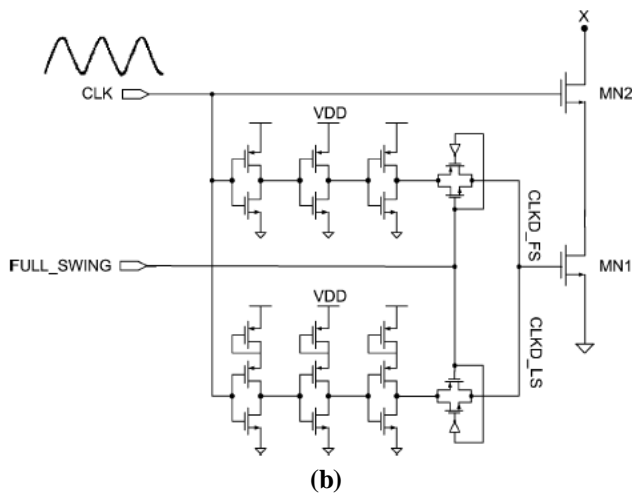 X
CLK
MN2
VDD
CLKD_FS
FULL_SWING
MN1
VDD
CLKD_LS
(b)